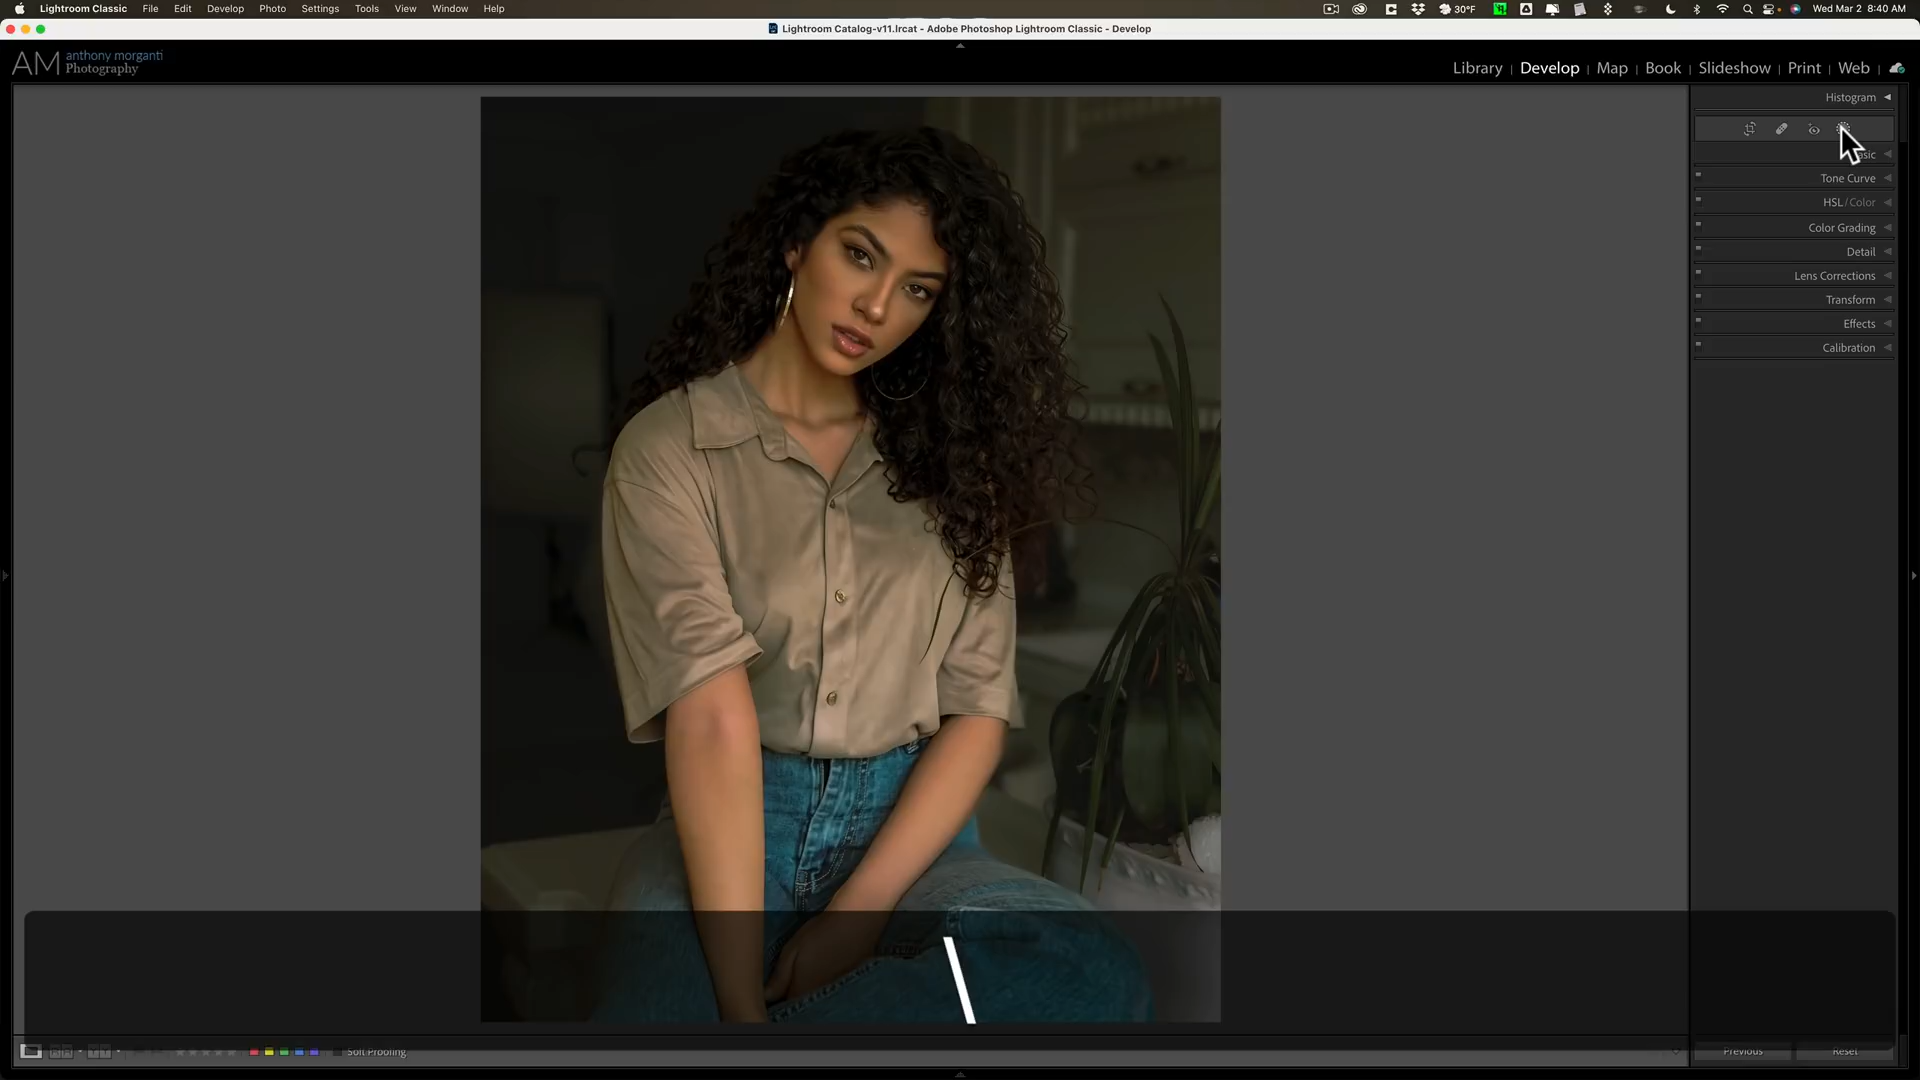 Lightroom Classic File Edit Develop Photo Settings Tools View Window Help 30°F Wed Mar 2 8:40 AM
Lightroom Catalog-v11.lrcat - Adobe Photoshop Lightroom Classic - Develop
AM anthony morganti
Photography
Library | Develop | Map | Book | Slideshow | Print | Web |
Histogram
Tone Curve
HSL / Color
Color Grading
Detail
Lens Corrections
Transform
Effects
Calibration
\
Soft Proofing
Previous Reset